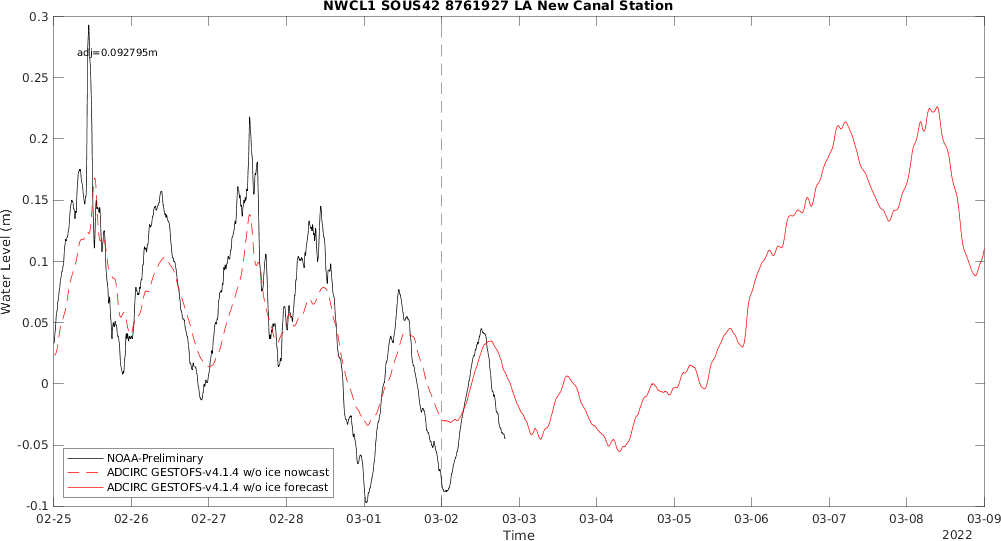 NWCL1 SOUS42 8761927 LA New Canal Station
adj=0.092795m
Water Level (m)
0.3
0.25
0.2
0.15
0.1
0.05
0
-0.05
-0.1
NOAA-Preliminary
ADCIRC GESTOFS-v4.1.4 w/o ice nowcast
ADCIRC GESTOFS-v4.1.4 w/o ice forecast
02-25 02-26 02-27 02-28 03-01 03-02 03-03 03-04 03-05 03-06 03-07 03-08 03-09
Time
2022